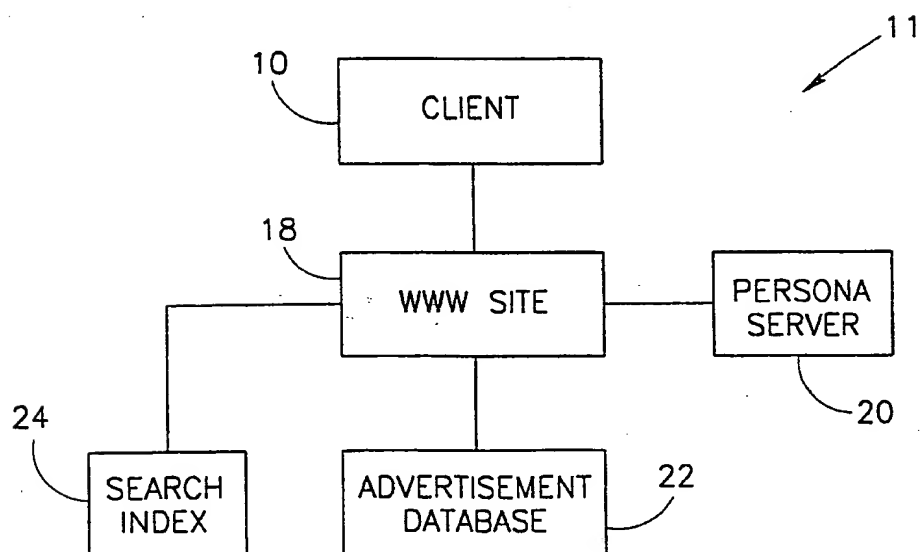 11
10
CLIENT
18
WWW SITE
PERSONA
SERVER
20
24
SEARCH
INDEX
ADVERTISEMENT
DATABASE
22